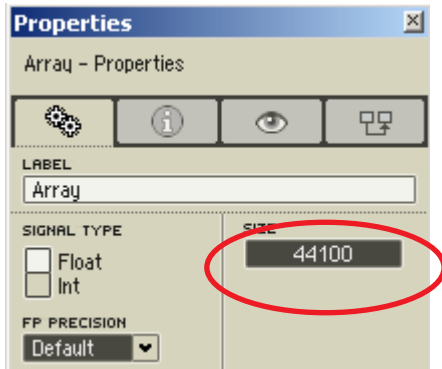 Properties
Array - Properties
LABEL
Array
SIGNAL TYPE
Float
Int
SIZE
44100
FP PRECISION
Default